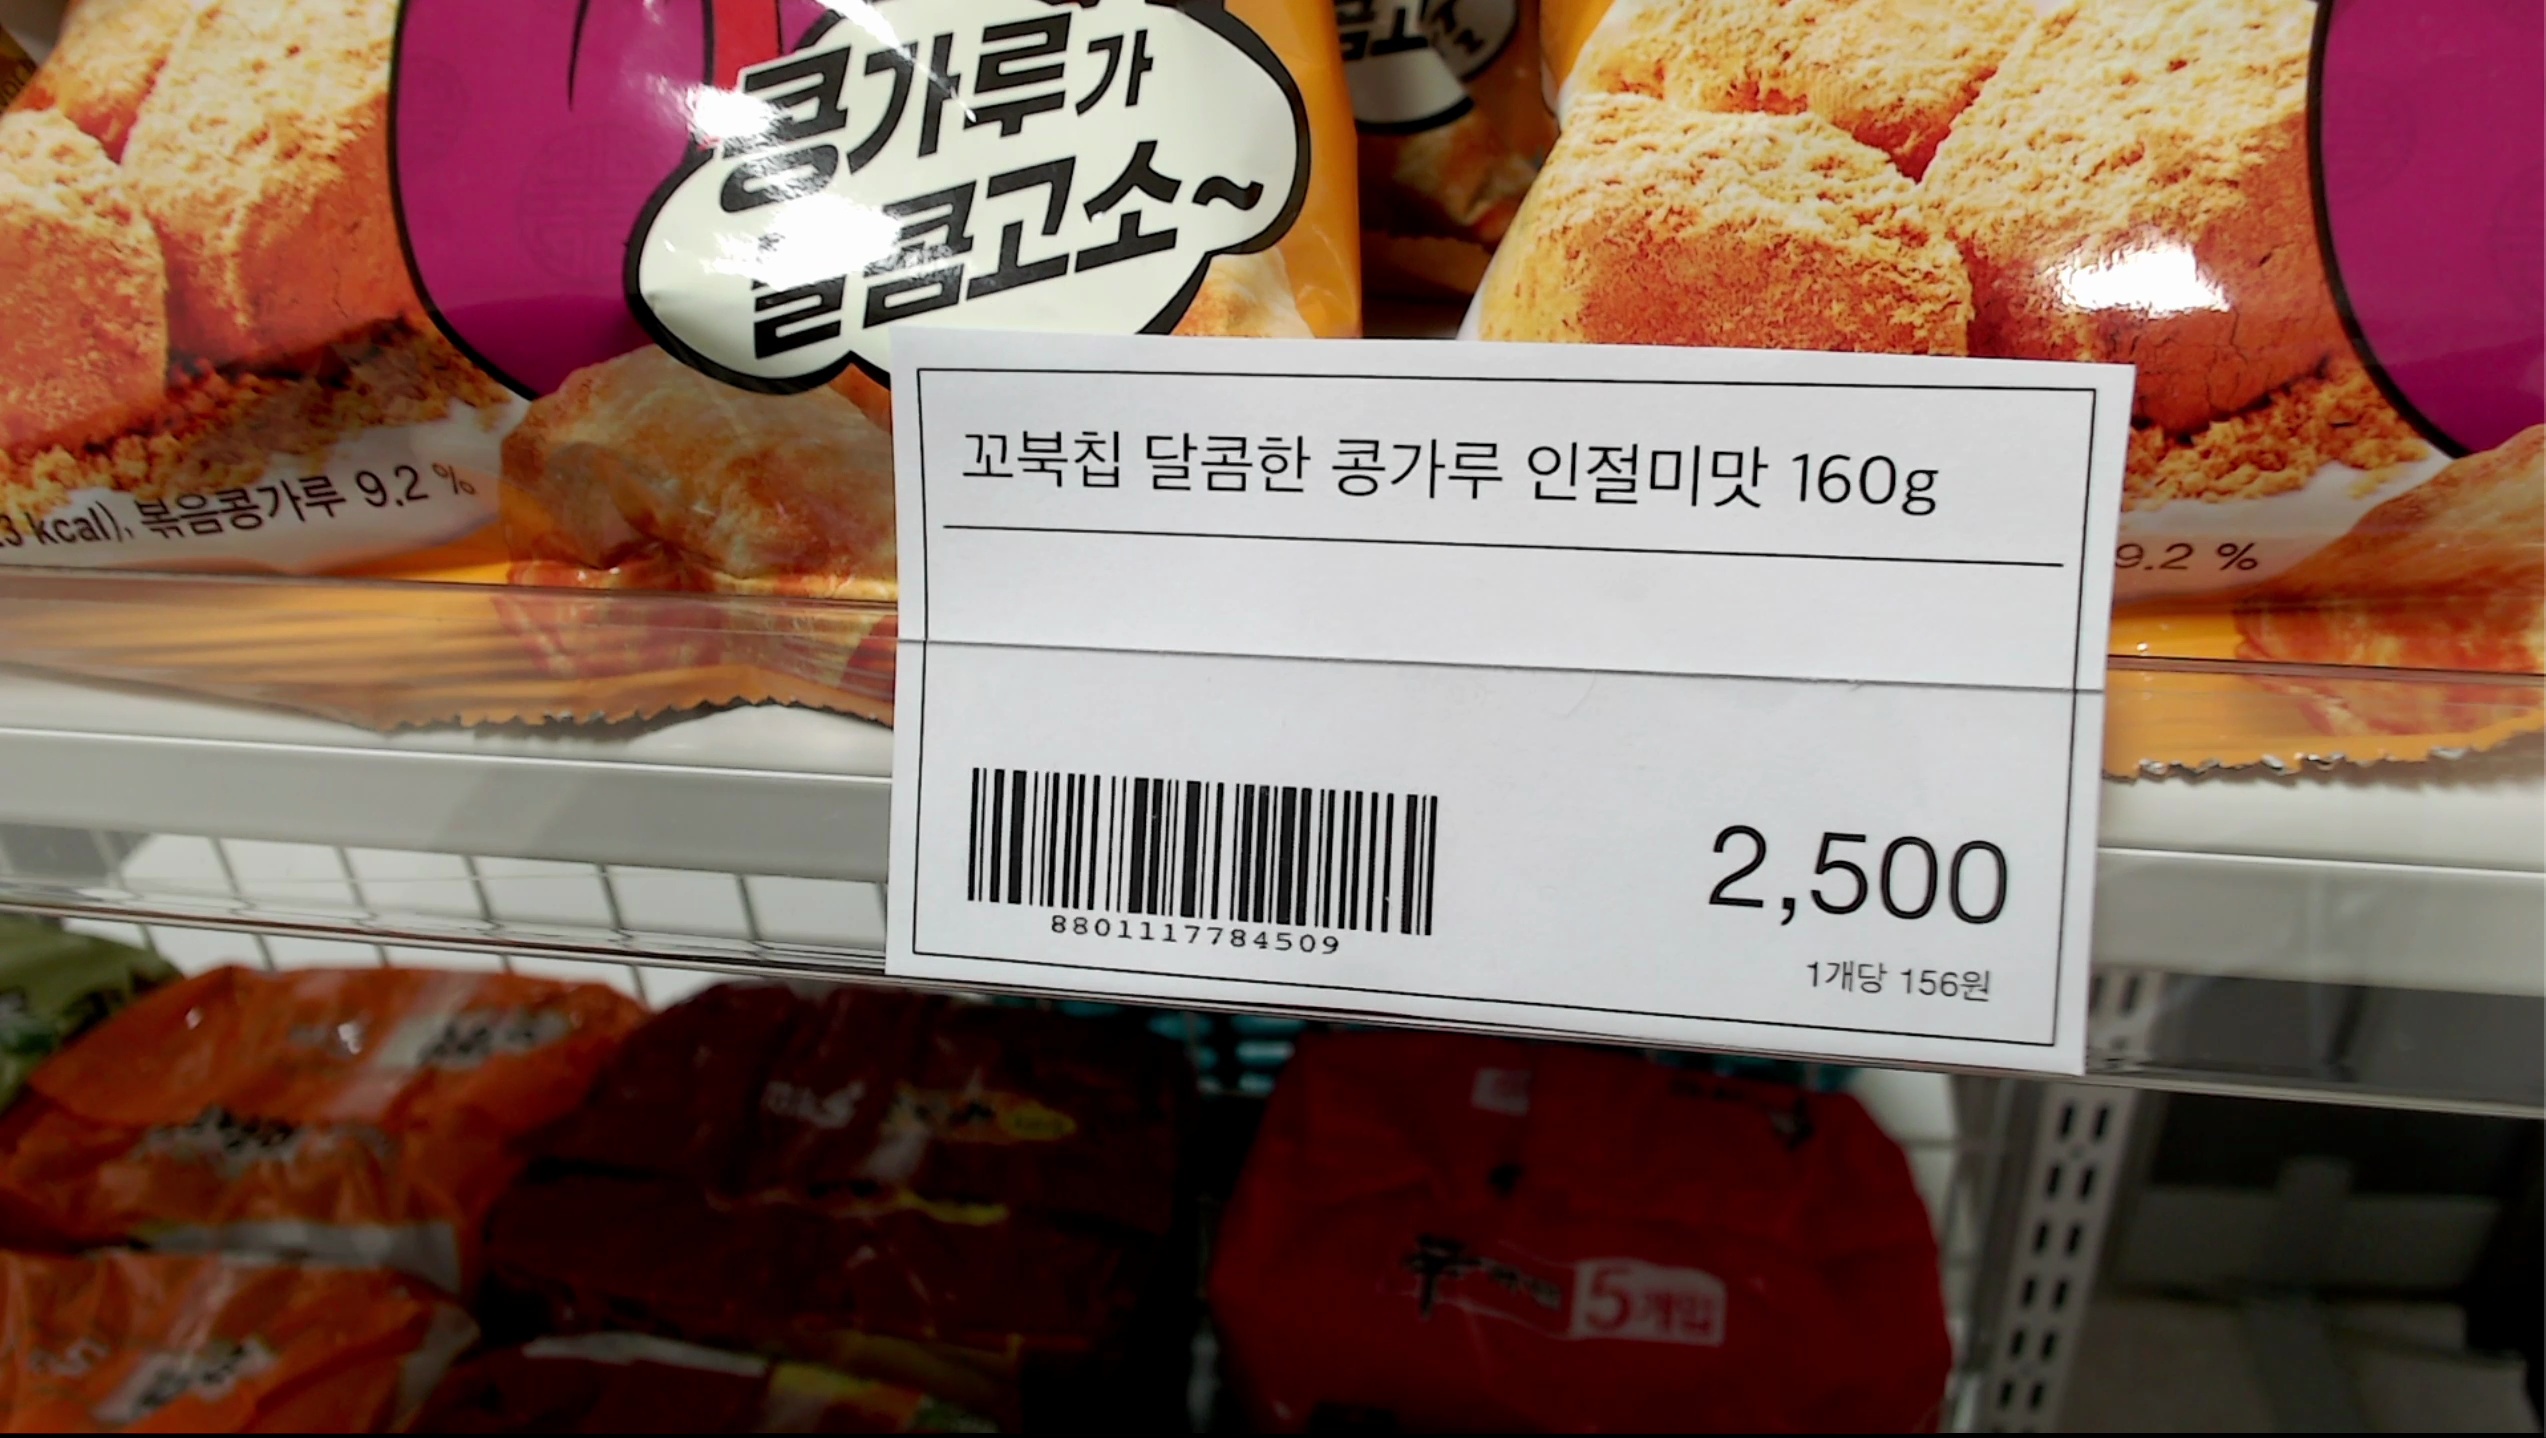 콩가루가
달콤고소~
고소~
3 kcal), 볶음콩가루 9.2 %
9.2 %
꼬북칩 달콤한 콩가루 인절미맛 160g
8801117784509
2,500
1개당 156원
5개입